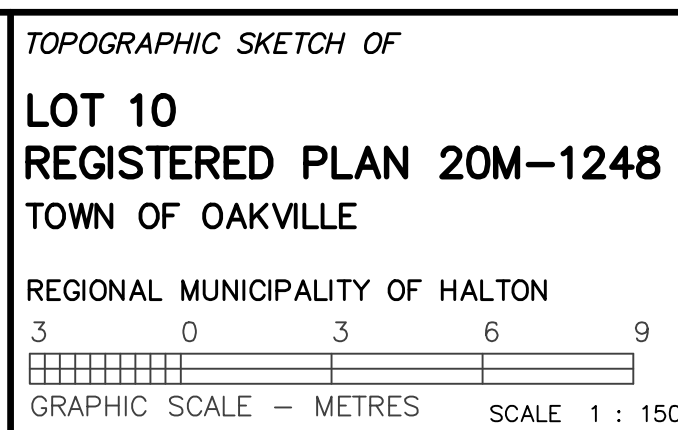 TOPOGRAPHIC SKETCH OF
LOT 10
REGISTERED PLAN 20M-1248
TOWN OF OAKVILLE
REGIONAL MUNICIPALITY OF HALTON
3 0 3 6 9
GRAPHIC SCALE - METRES SCALE 1 : 150